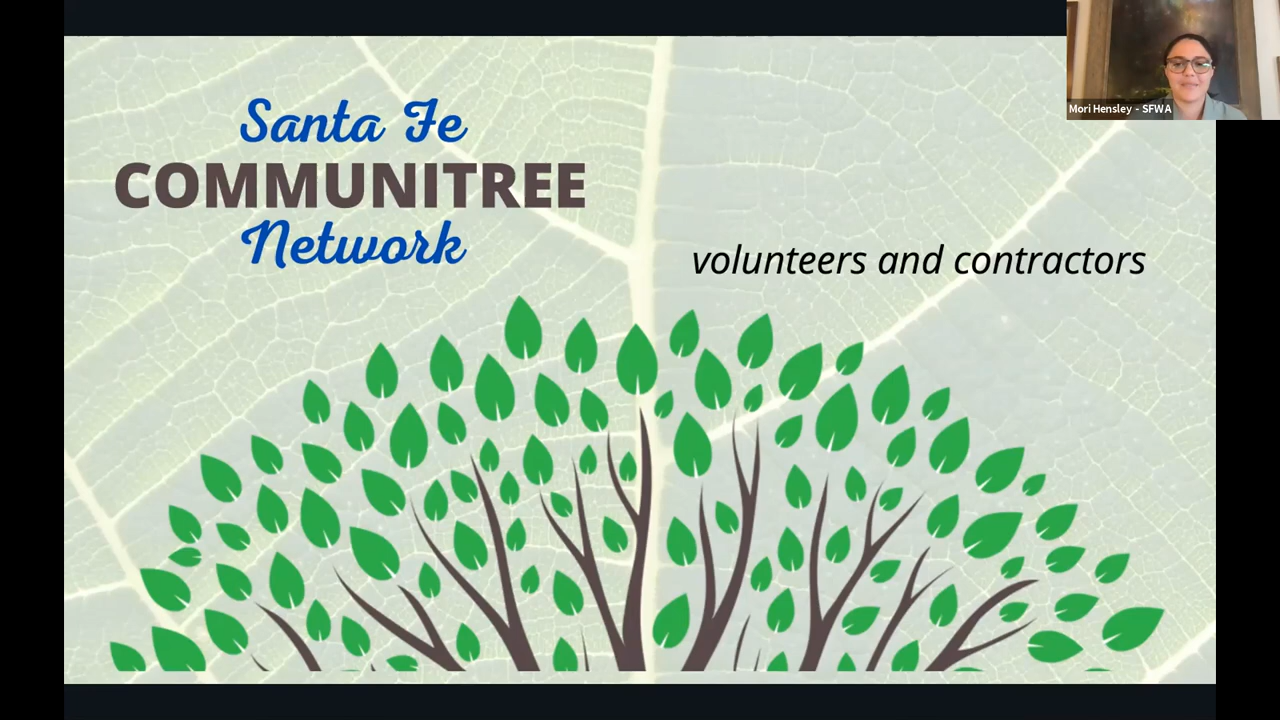 Santa Fe
COMMUNITREE
Network
volunteers and contractors
Mori Hensley - SFWA